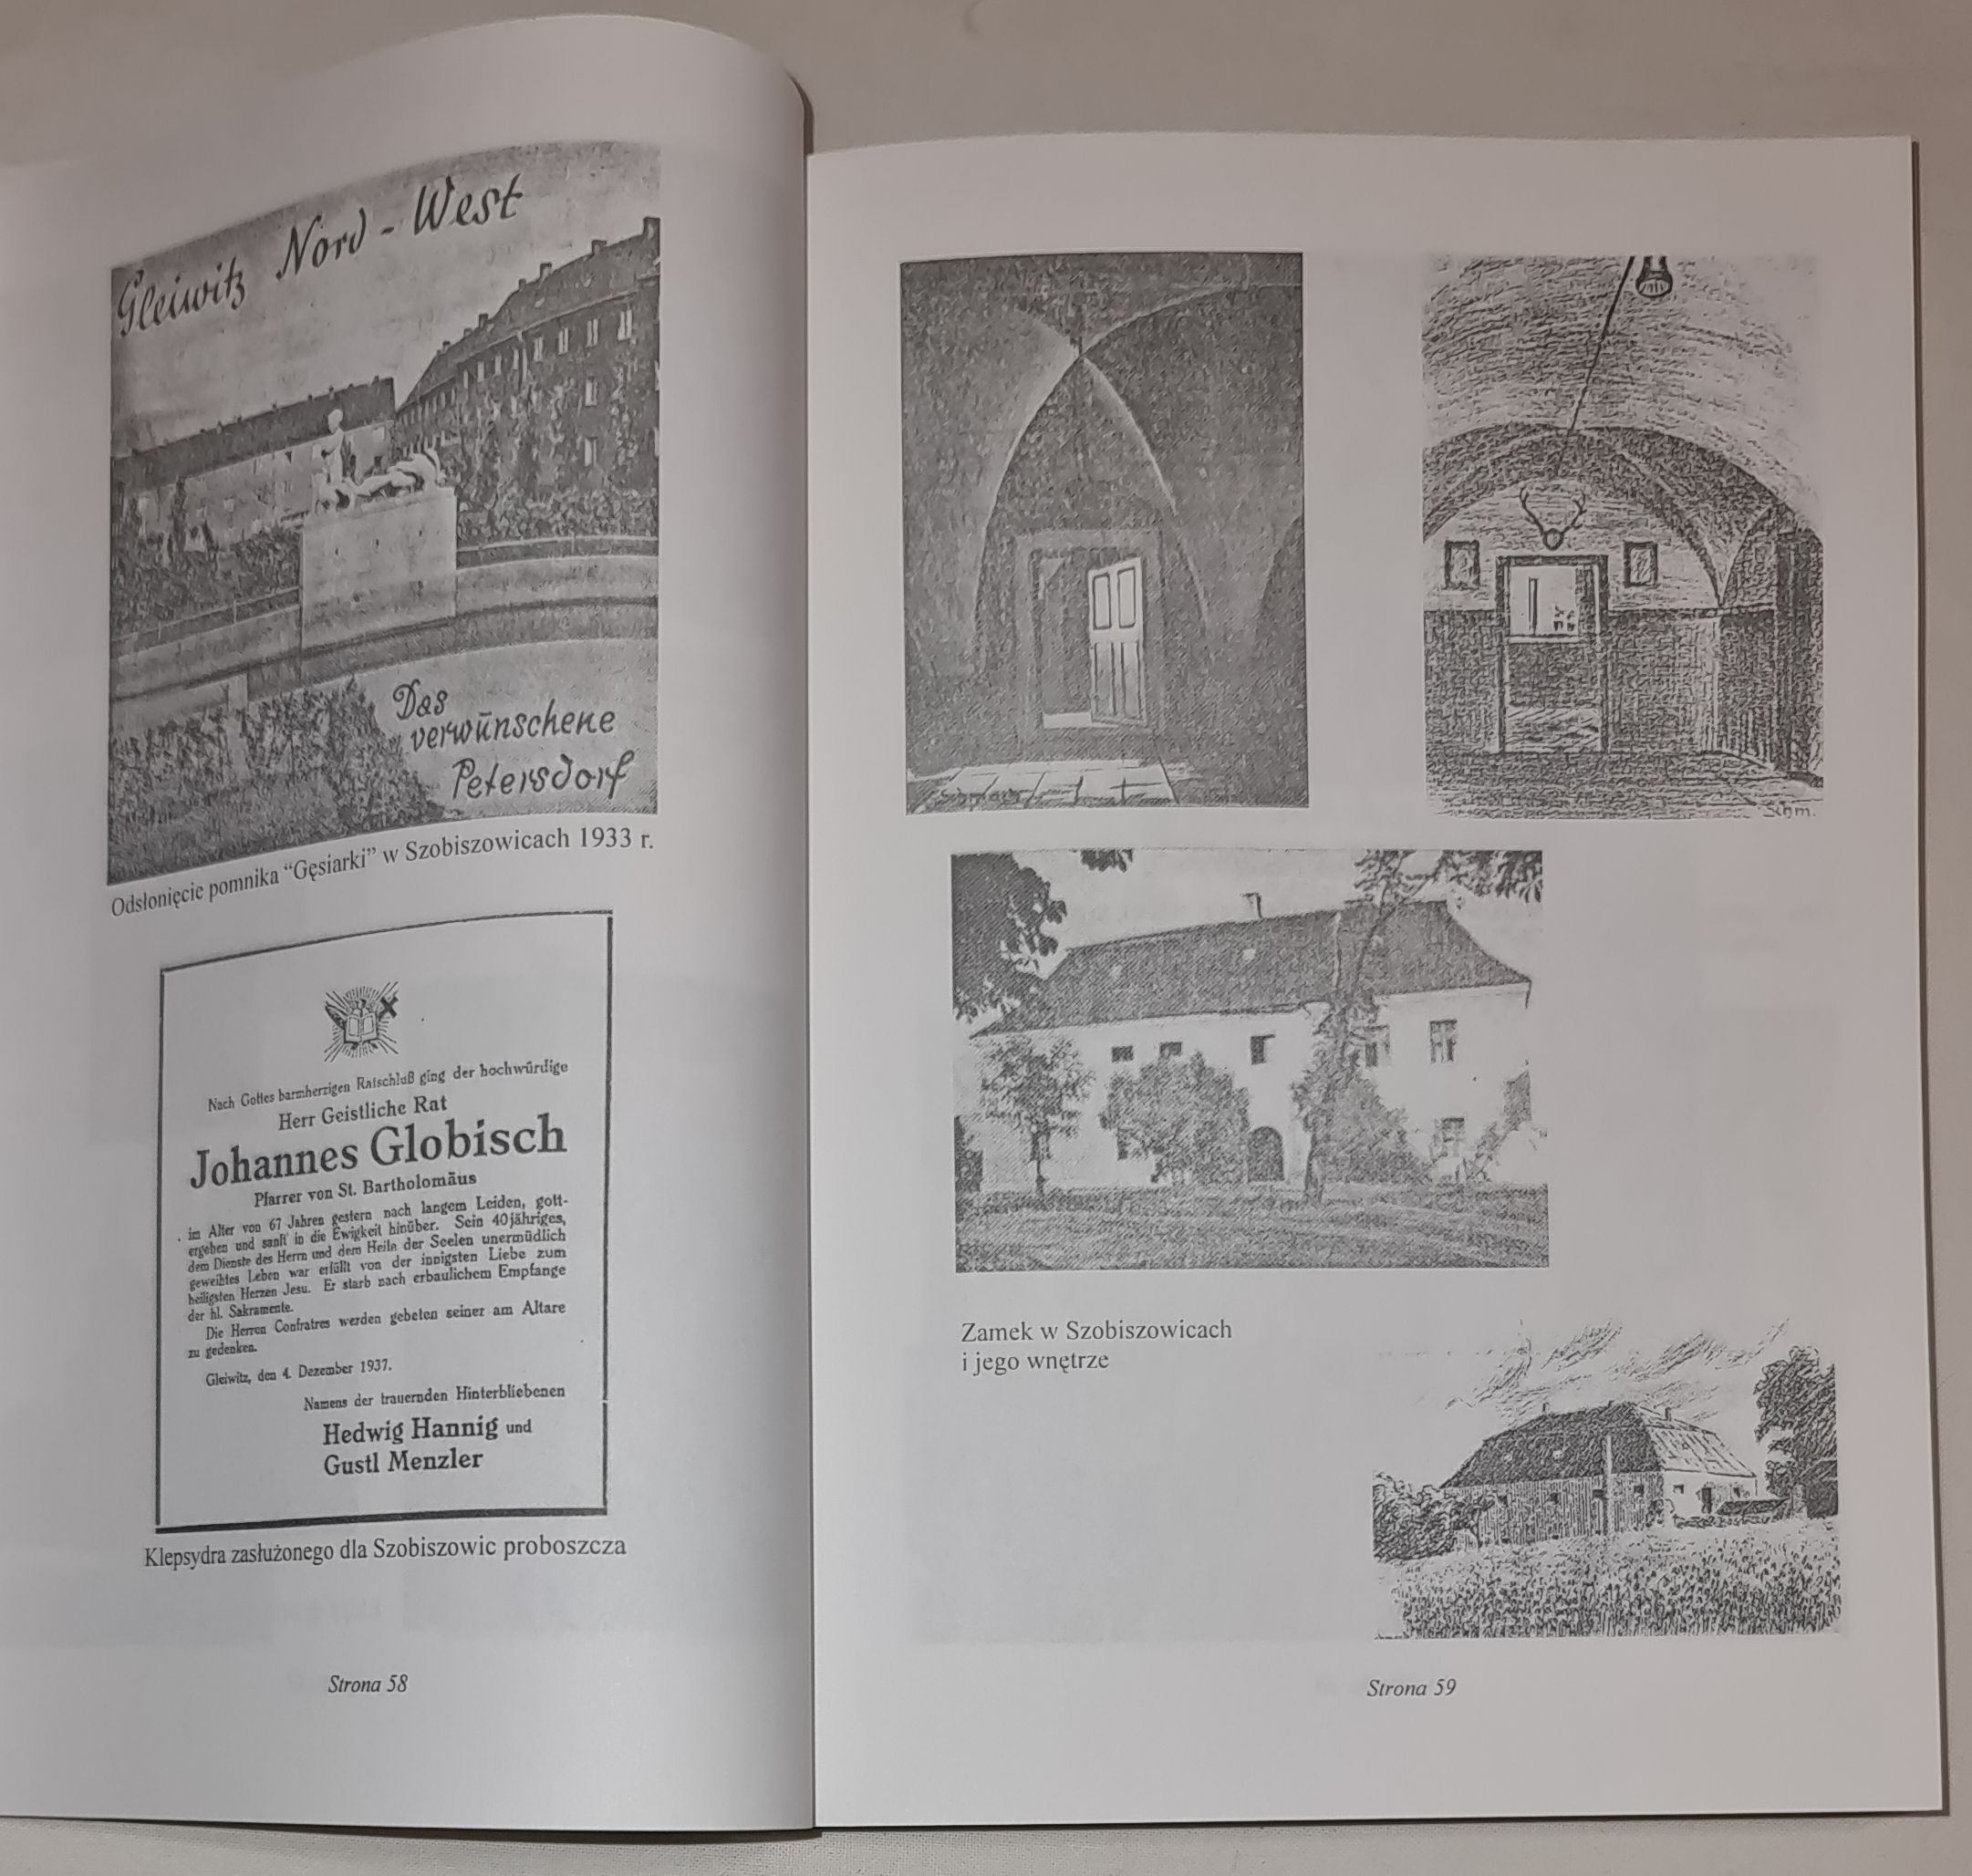 Gleiwitz Nord - West
Das
verwünschene
Petersdorf
Odsłonięcie pomnika “Gęsiarki” w Szobiszowicach 1933 r.
Nach Gottes barmherzigen Ratschluß ging der hochwürdige
Herr Geistliche Rat
Johannes Globisch
Pfarrer von St. Bartholomäus
im Alter von 67 Jahren gestern nach langem Leiden, gott-
ergeben und sanft in die Ewigkeit hinüber. Sein 40jähriges,
dem Dienste des Herrn und dem Heile der Seelen unermüdlich
geweihtes Leben war erfüllt von der innigsten Liebe zum
heiligsten Herzen Jesu. Er starb nach erbaulichem Empfange
der hl. Sakramente.
Die Herren Confratres werden gebeten seiner am Altare
zu gedenken.
Gleiwitz, den 4. Dezember 1937.
Namens der trauernden Hinterbliebenen
Hedwig Hannig und
Gustl Menzler
Klepsydra zasłużonego dla Szobiszowic proboszcza
Strona 58
Schm.
Zamek w Szobiszowicach
i jego wnętrze
Strona 59